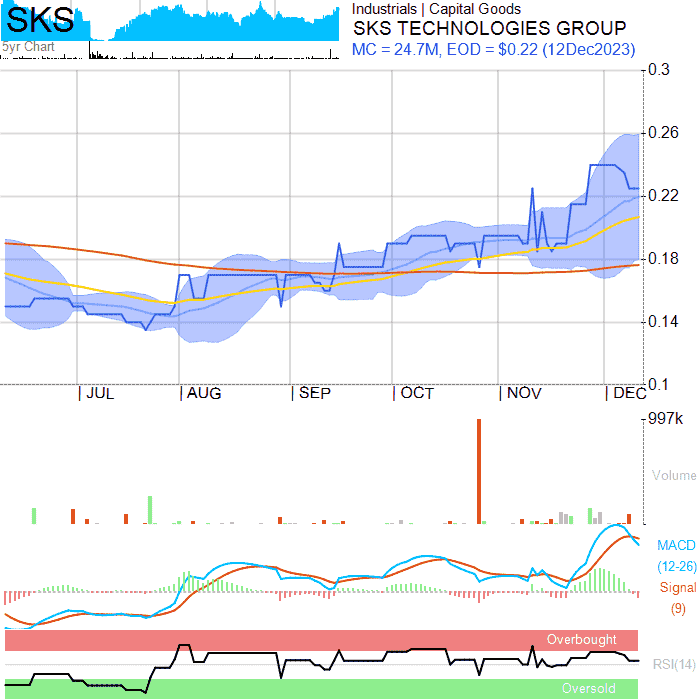 SKS
5yr Chart
Industrials | Capital Goods
SKS TECHNOLOGIES GROUP
MC = 24.7M, EOD = $0.22 (12Dec2023)
0.3
0.26
0.22
0.18
0.14
0.1
| JUL | AUG | SEP | OCT | NOV | DEC
997k
Volume
MACD
(12-26)
Signal
(9)
Overbought
RSI(14)
Oversold